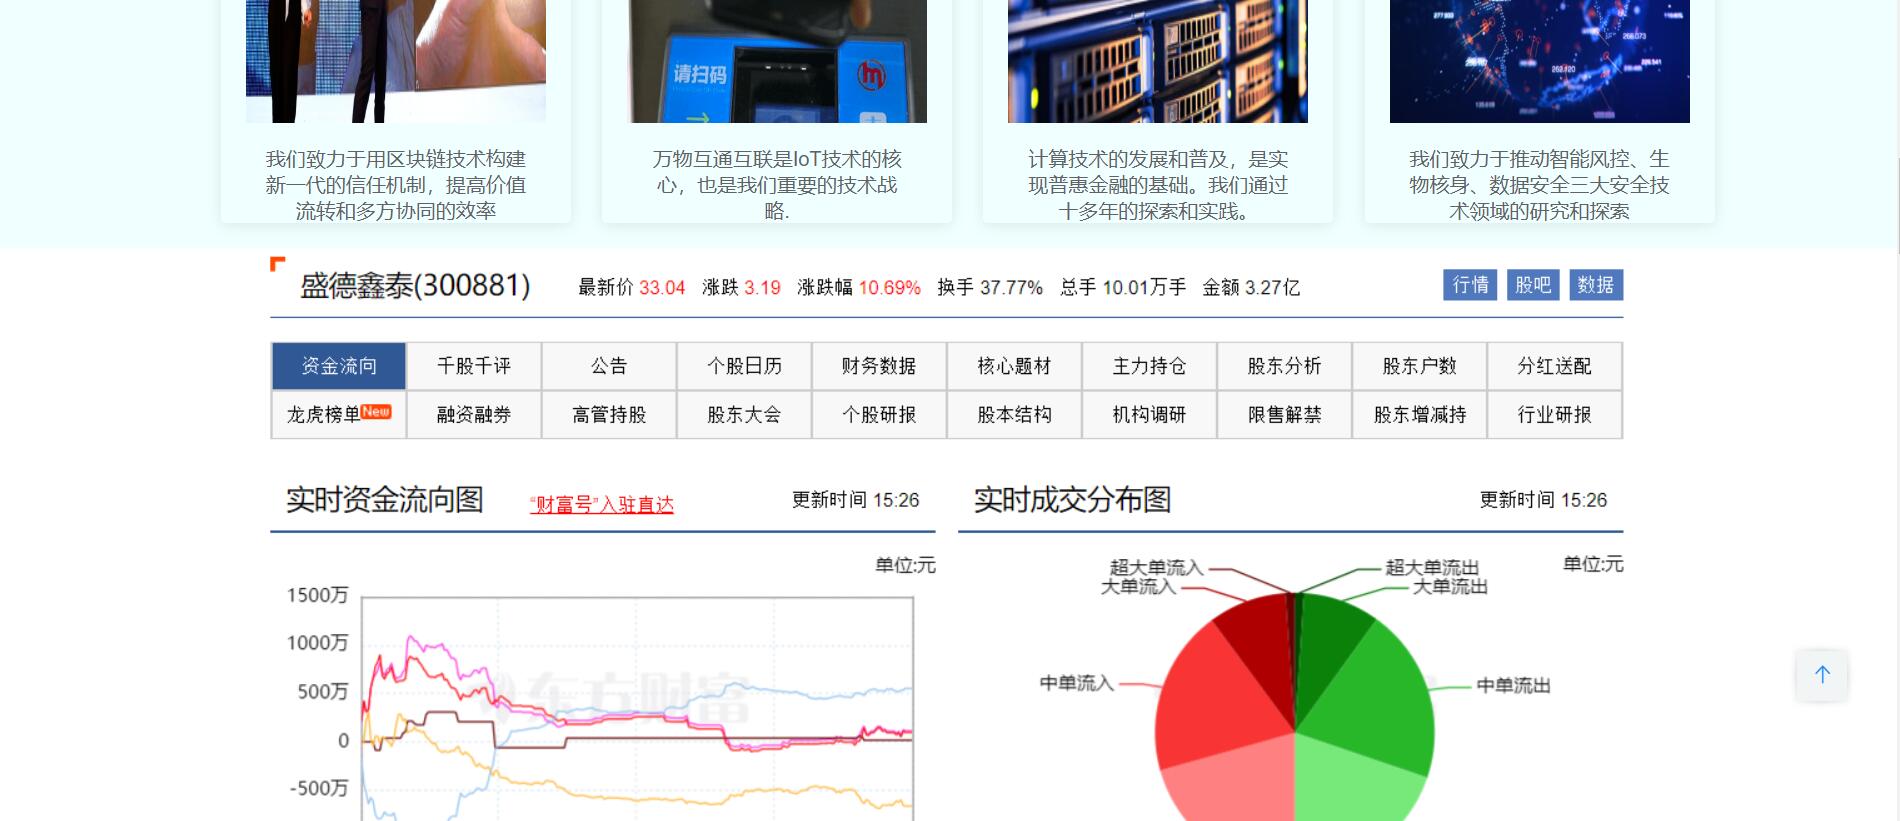 请扫码
277 933
268.073
262.120
226.541
135.618
我们致力于用区块链技术构建
新一代的信任机制，提高价值
流转和多方协同的效率
万物互通互联是IoT技术的核
心，也是我们重要的技术战
略.
计算技术的发展和普及，是实
现普惠金融的基础。我们通过
十多年的探索和实践。
我们致力于推动智能风控、生
物核身、数据安全三大安全技
术领域的研究和探索
盛德鑫泰(300881) 最新价 33.04 涨跌 3.19 涨跌幅 10.69% 换手 37.77% 总手 10.01万手 金额 3.27亿 行情 股吧 数据
资金流向 千股千评 公告 个股日历 财务数据 核心题材 主力持仓 股东分析 股东户数 分红送配
龙虎榜单New 融资融券 高管持股 股东大会 个股研报 股本结构 机构调研 限售解禁 股东增减持 行业研报
实时资金流向图 “财富号”入驻直达 更新时间 15:26
单位:元
1500万
1000万
500万
0
-500万
东方财富
实时成交分布图 更新时间 15:26
单位:元
超大单流入 超大单流出
大单流入 大单流出
中单流入 中单流出